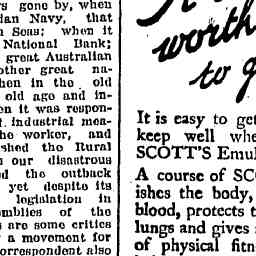 rs gone by, when
ian Navy, that
n Seas; when it
National Bank;
great Australian
other great na-
hen in the old
old age and in-
en it was respon-
industrial mea-
he worker, and
shed the Rural
our disastrous
d the outback
yet despite its
legislation in
mblies of the
s are some critics
a movement for
orrespondent also
worth
to g
It is easy to get
keep well whe
SCOTT'S Emul
A course of SCO
ishes the body,
blood, protects t
lungs and gives
of physical fitn